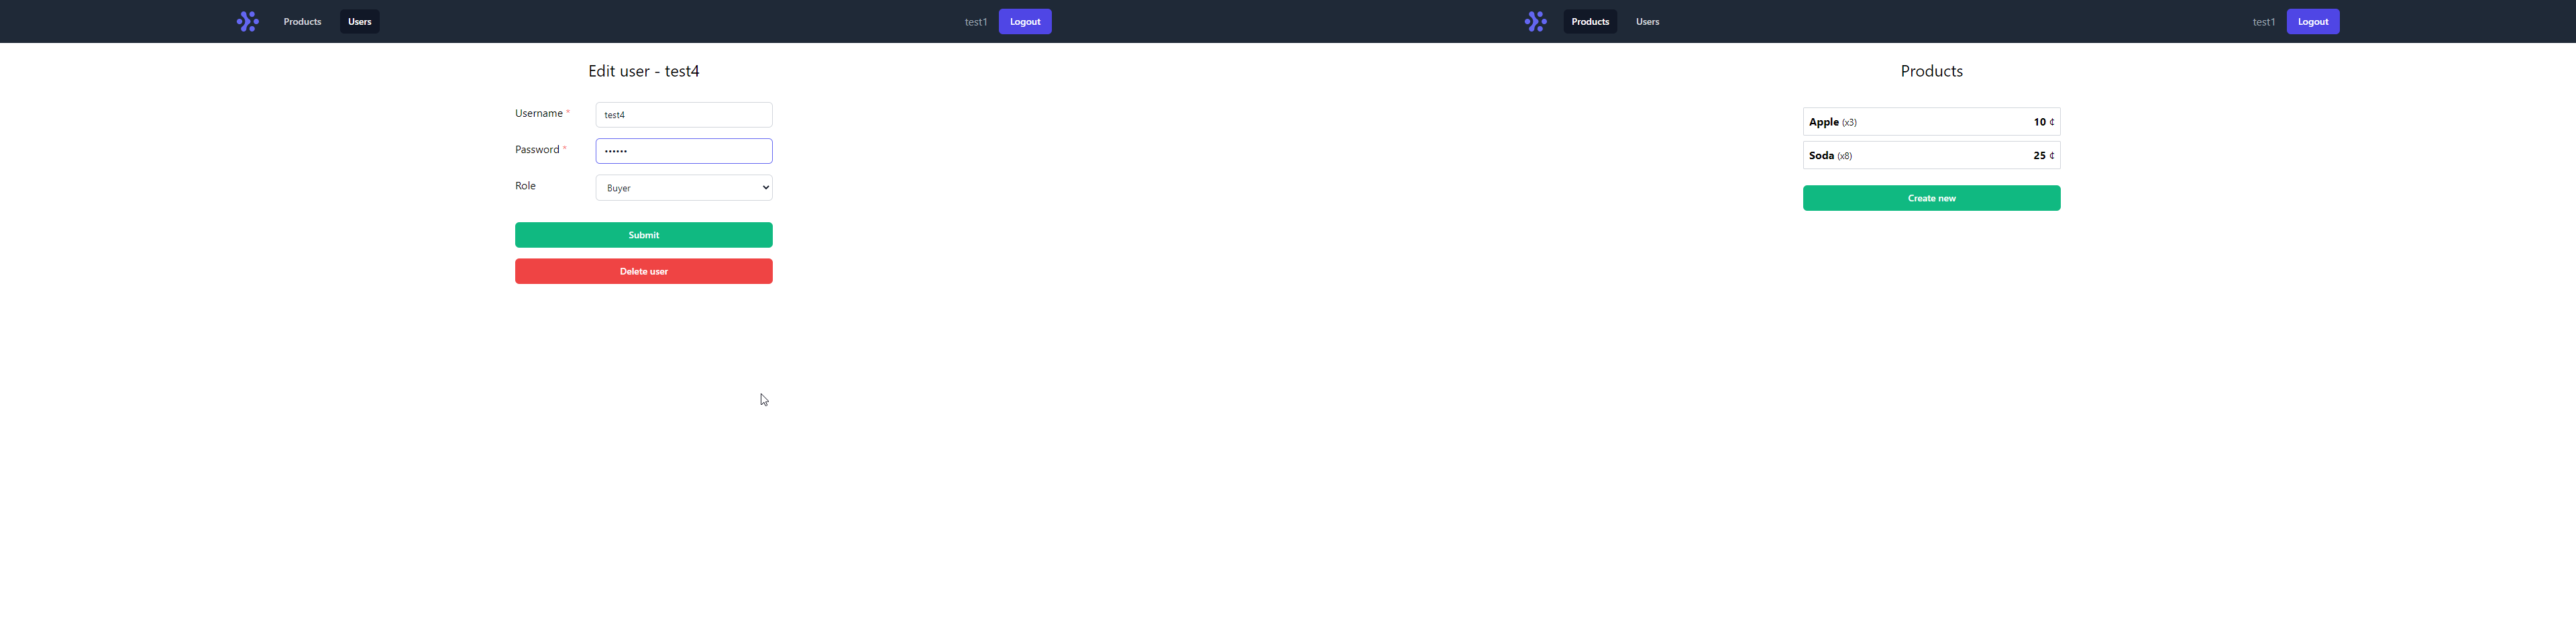 Products Users test1 Logout
Edit user - test4
Username * test4
Password * ••••••
Role Buyer
Submit
Delete user
Products Users test1 Logout
Products
Apple (x3) 10 ¢
Soda (x8) 25 ¢
Create new